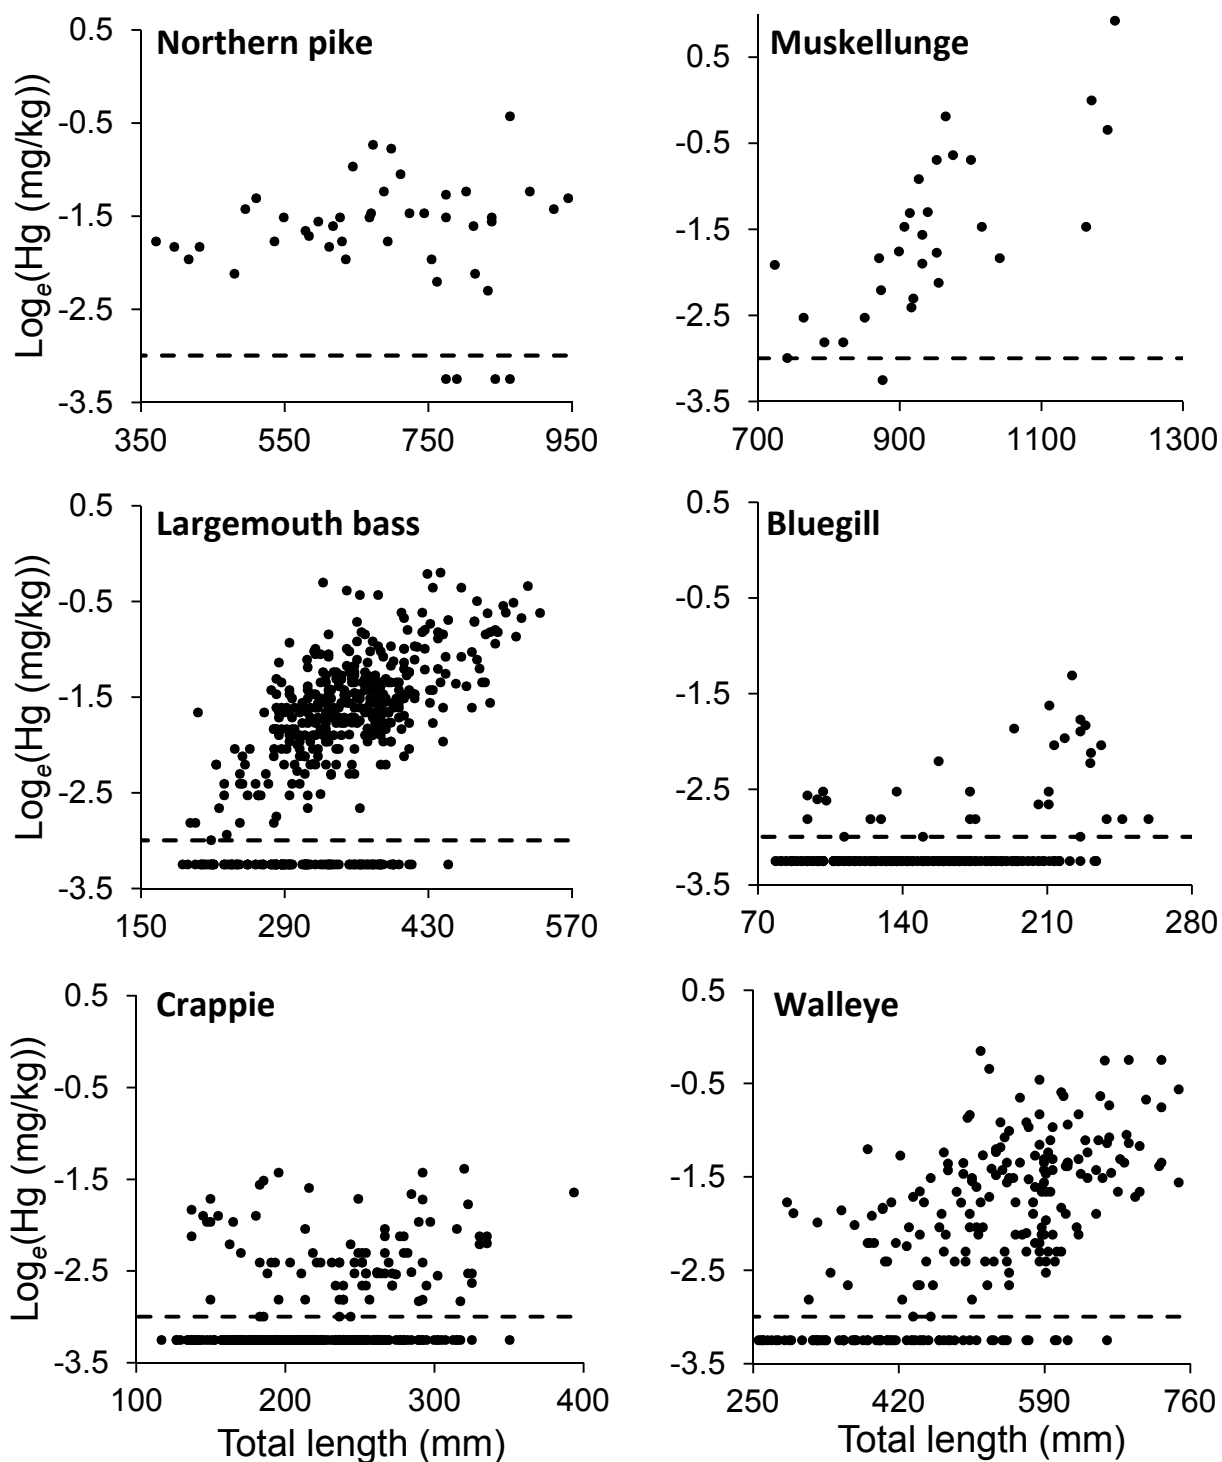 Northern pike
Log_e(Hg (mg/kg))
0.5
-0.5
-1.5
-2.5
-3.5
350 550 750 950
Muskellunge
0.5
-0.5
-1.5
-2.5
-3.5
700 900 1100 1300
Largemouth bass
Log_e(Hg (mg/kg))
0.5
-0.5
-1.5
-2.5
-3.5
150 290 430 570
Bluegill
0.5
-0.5
-1.5
-2.5
-3.5
70 140 210 280
Crappie
Log_e(Hg (mg/kg))
0.5
-0.5
-1.5
-2.5
-3.5
100 200 300 400
Total length (mm)
Walleye
0.5
-0.5
-1.5
-2.5
-3.5
250 420 590 760
Total length (mm)